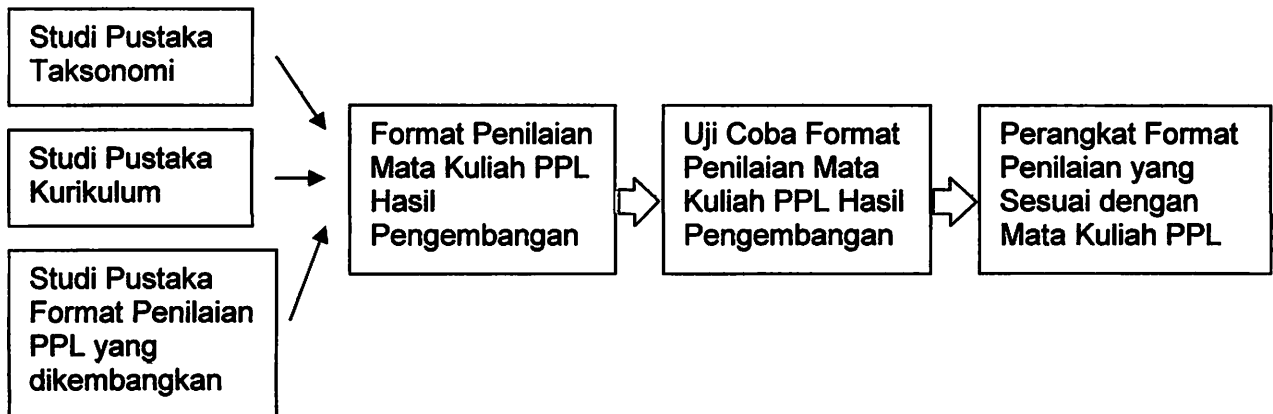 Studi Pustaka
Taksonomi
Studi Pustaka
Kurikulum
Studi Pustaka
Format Penilaian
PPL yang
dikembangkan
Format Penilaian
Mata Kuliah PPL
Hasil
Pengembangan
Uji Coba Format
Penilaian Mata
Kuliah PPL Hasil
Pengembangan
Perangkat Format
Penilaian yang
Sesuai dengan
Mata Kuliah PPL